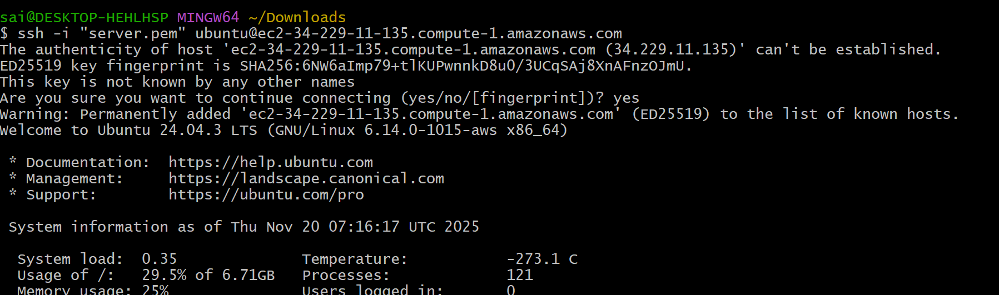 sai@DESKTOP-HEHLHSP MINGW64 ~/Downloads
$ ssh -i "server.pem" ubuntu@ec2-34-229-11-135.compute-1.amazonaws.com
The authenticity of host 'ec2-34-229-11-135.compute-1.amazonaws.com (34.229.11.135)' can't be established.
ED25519 key fingerprint is SHA256:6NW6aImp79+tlKUPwnnkD8uO/3UCqSAj8XnAFnzOJmU.
This key is not known by any other names
Are you sure you want to continue connecting (yes/no/[fingerprint])? yes
Warning: Permanently added 'ec2-34-229-11-135.compute-1.amazonaws.com' (ED25519) to the list of known hosts.
Welcome to Ubuntu 24.04.3 LTS (GNU/Linux 6.14.0-1015-aws x86_64)

 * Documentation:  https://help.ubuntu.com
 * Management:     https://landscape.canonical.com
 * Support:        https://ubuntu.com/pro

 System information as of Thu Nov 20 07:16:17 UTC 2025

  System load:  0.35              Temperature:           -273.1 C
  Usage of /:   29.5% of 6.71GB   Processes:             121
  Memory usage: 25%               Users logged in:       0